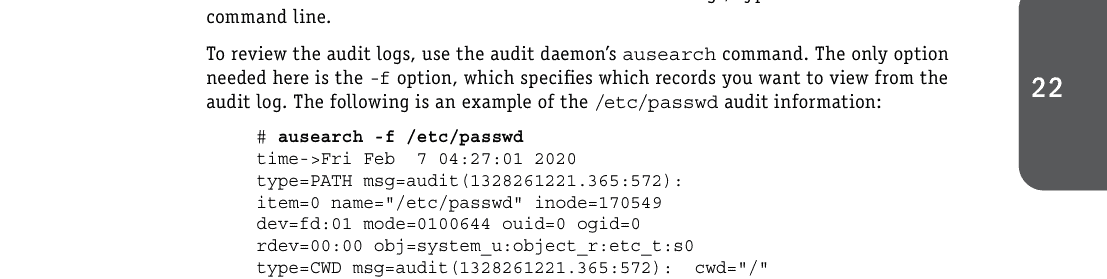 command line.
To review the audit logs, use the audit daemon's ausearch command. The only option
needed here is the -f option, which specifies which records you want to view from the
audit log. The following is an example of the /etc/passwd audit information:
22
# ausearch -f /etc/passwd
time->Fri Feb  7 04:27:01 2020
type=PATH msg=audit(1328261221.365:572):
item=0 name="/etc/passwd" inode=170549
dev=fd:01 mode=0100644 ouid=0 ogid=0
rdev=00:00 obj=system_u:object_r:etc_t:s0
type=CWD msg=audit(1328261221.365:572):  cwd="/"